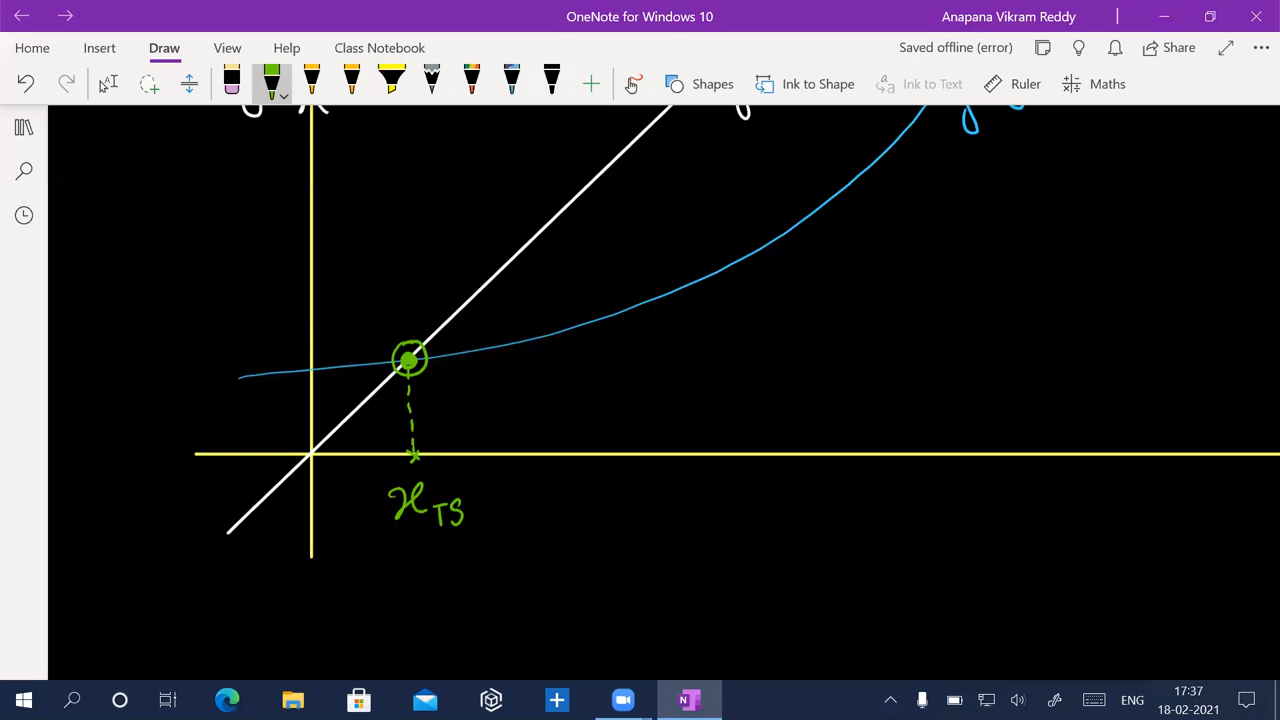 OneNote for Windows 10
Anapana Vikram Reddy
Home Insert Draw View Help Class Notebook
Saved offline (error)
Share
Shapes
Ink to Shape
Ink to Text
Ruler
Maths
x TS
N
ENG
17:37
18-02-2021